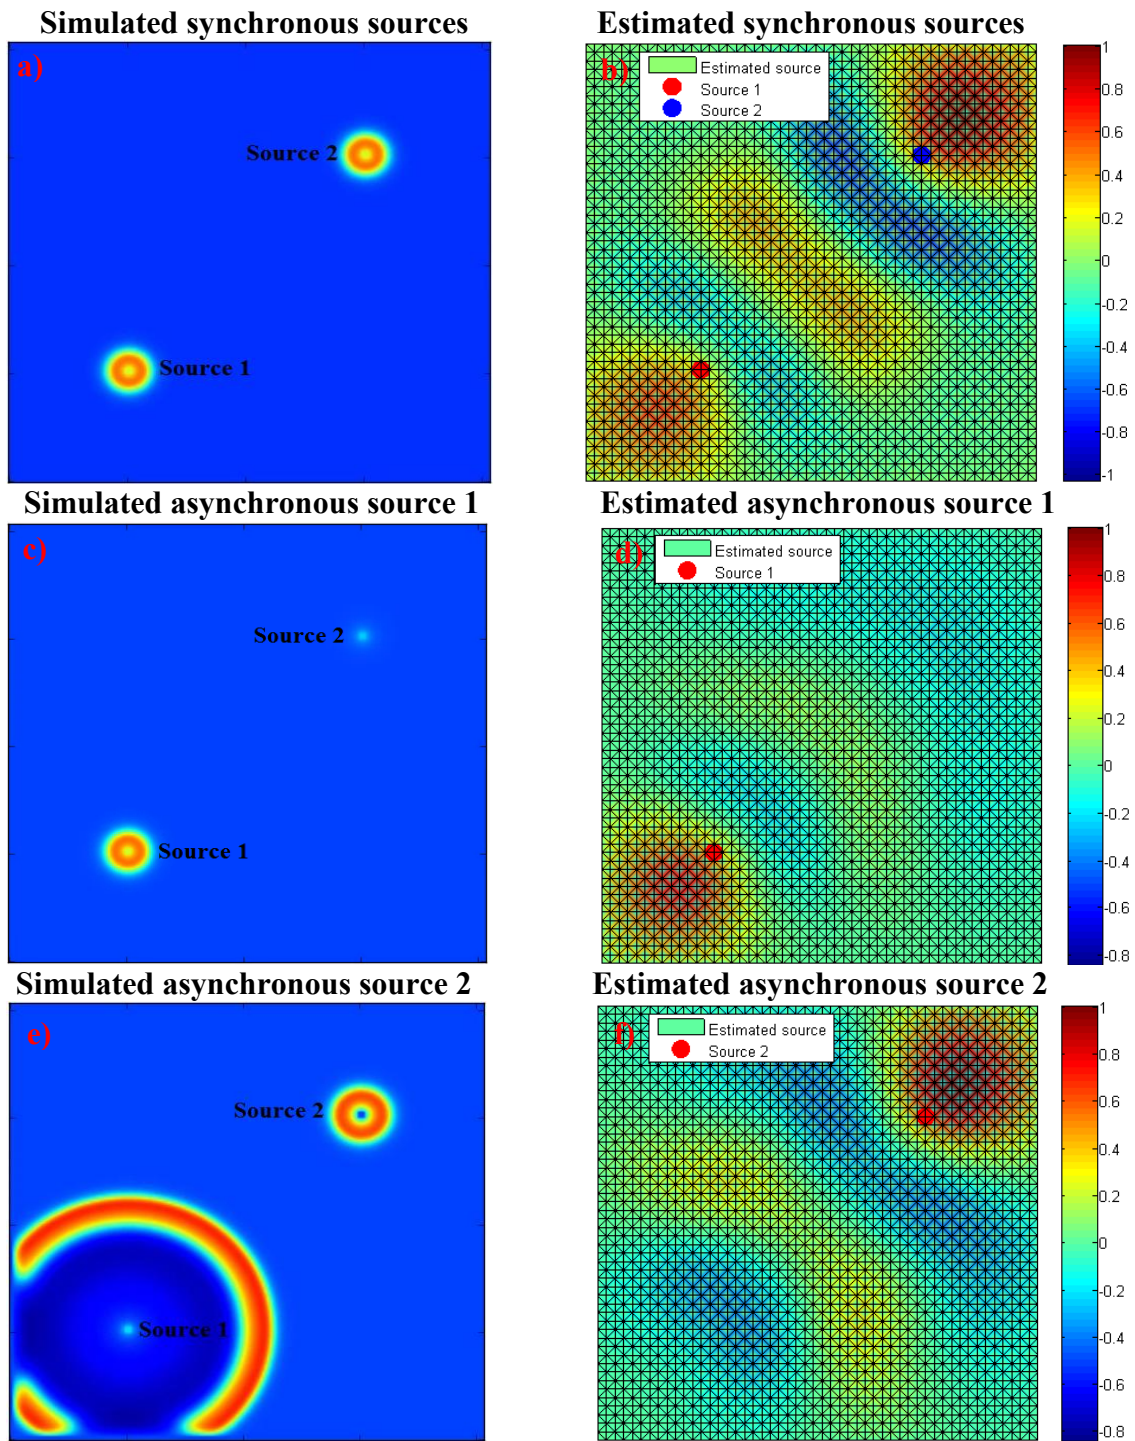 Simulated synchronous sources
Estimated synchronous sources
a)
Source 2
Source 1
b)
Estimated source
Source 1
Source 2
1
0.8
0.6
0.4
0.2
0
-0.2
-0.4
-0.6
-0.8
-1
Simulated asynchronous source 1
Estimated asynchronous source 1
c)
Source 2
Source 1
d)
Estimated source
Source 1
1
0.8
0.6
0.4
0.2
0
-0.2
-0.4
-0.6
-0.8
Simulated asynchronous source 2
Estimated asynchronous source 2
e)
Source 2
Source 1
f)
Estimated source
Source 2
1
0.8
0.6
0.4
0.2
0
-0.2
-0.4
-0.6
-0.8